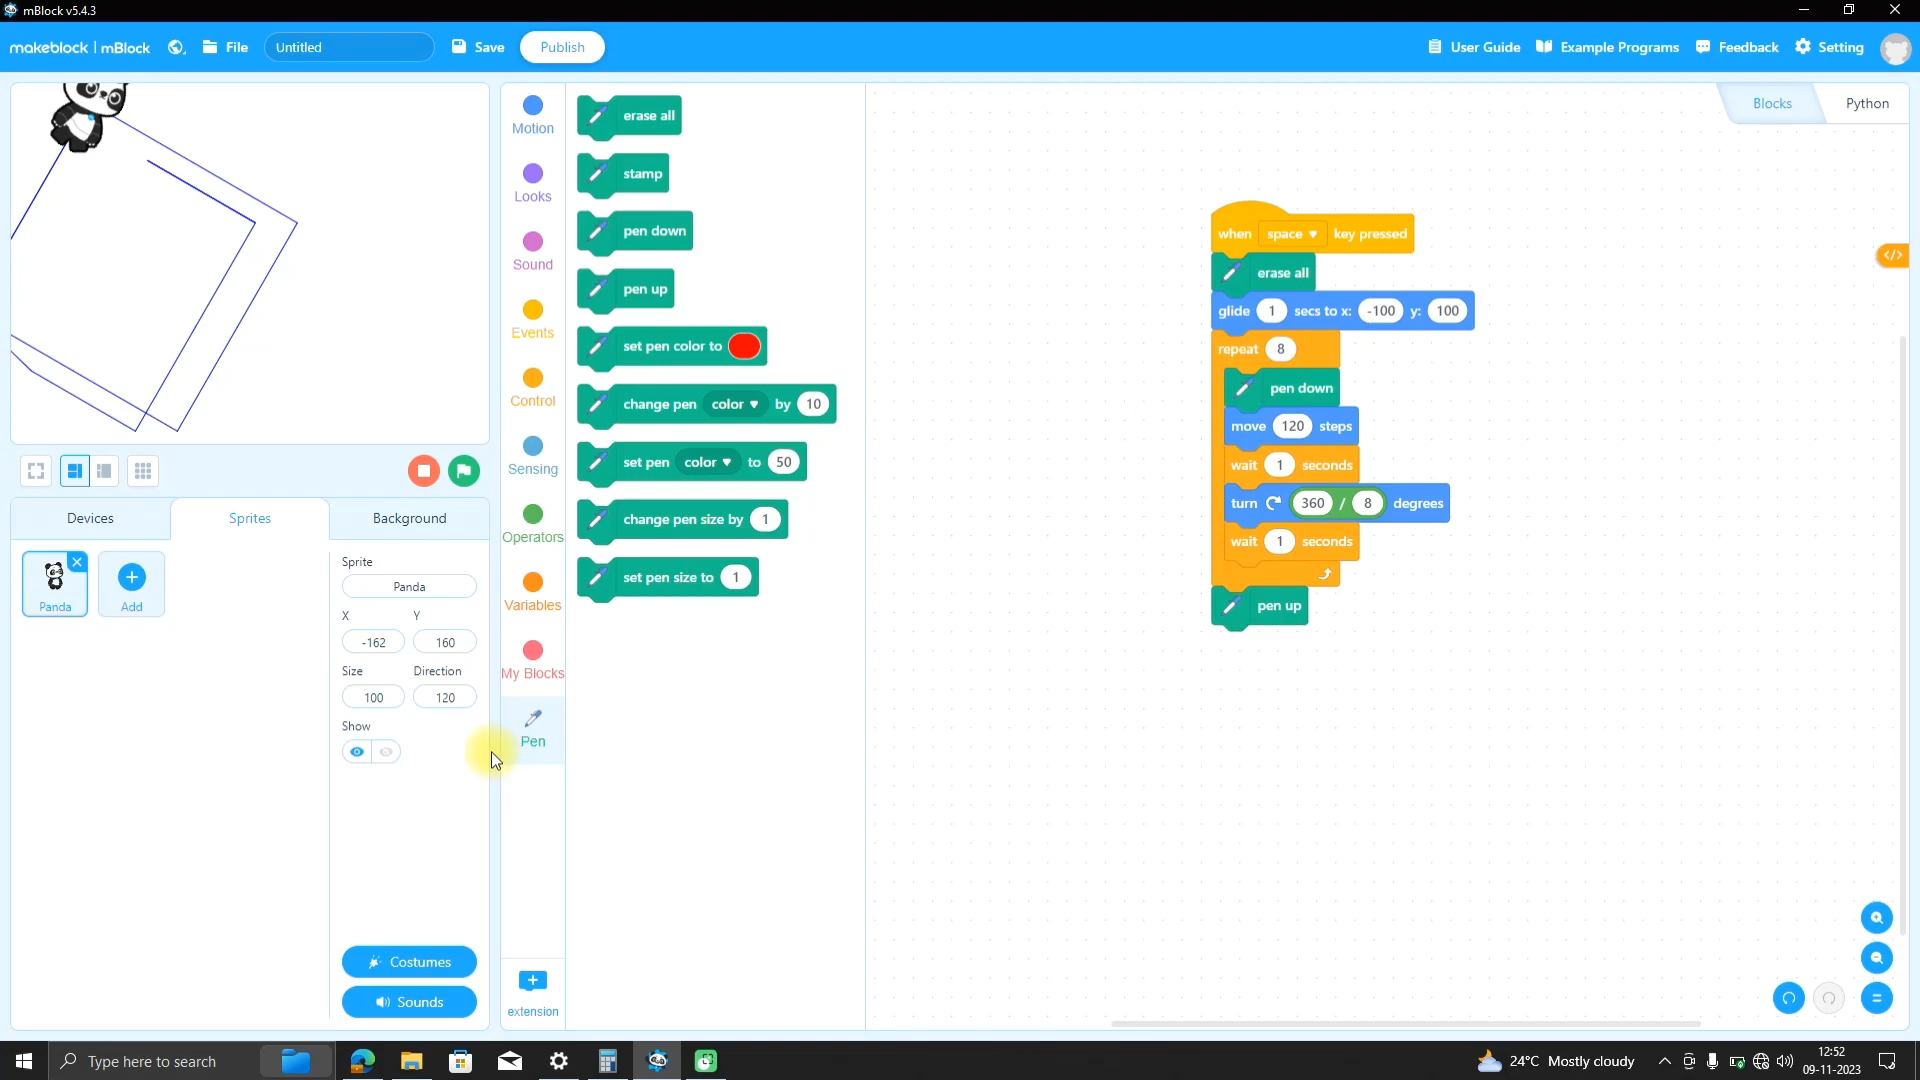 mBlock v5.4.3
makeblock | mBlock File Untitled Save Publish User Guide Example Programs Feedback Setting
Motion
Looks
Sound
Events
Control
Sensing
Operators
Variables
My Blocks
Pen
extension
erase all
stamp
pen down
pen up
set pen color to
change pen color ▼ by 10
set pen color ▼ to 50
change pen size by 1
set pen size to 1
Blocks Python
</>
when space ▼ key pressed
erase all
glide 1 secs to x: -100 y: 100
repeat 8
pen down
move 120 steps
wait 1 seconds
turn 360 / 8 degrees
wait 1 seconds
pen up
Devices Sprites Background
Panda
Add
Sprite
Panda
X Y
-162 160
Size Direction
100 120
Show
Costumes
Sounds
Type here to search
24°C Mostly cloudy
12:52
09-11-2023